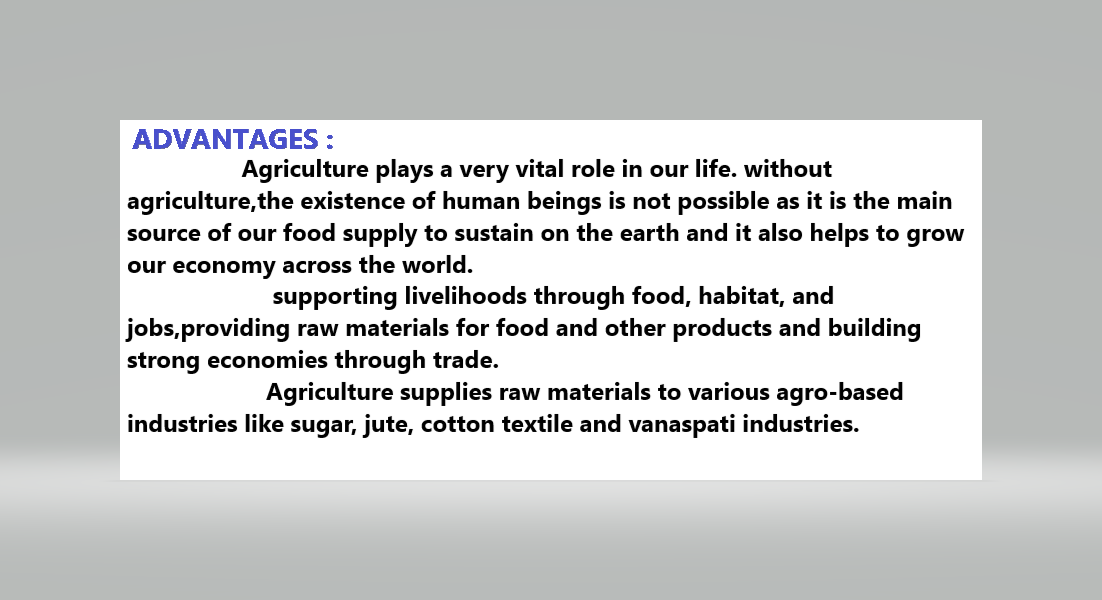 ADVANTAGES :
Agriculture plays a very vital role in our life. without
agriculture,the existence of human beings is not possible as it is the main
source of our food supply to sustain on the earth and it also helps to grow
our economy across the world.
supporting livelihoods through food, habitat, and
jobs,providing raw materials for food and other products and building
strong economies through trade.
Agriculture supplies raw materials to various agro-based
industries like sugar, jute, cotton textile and vanaspati industries.